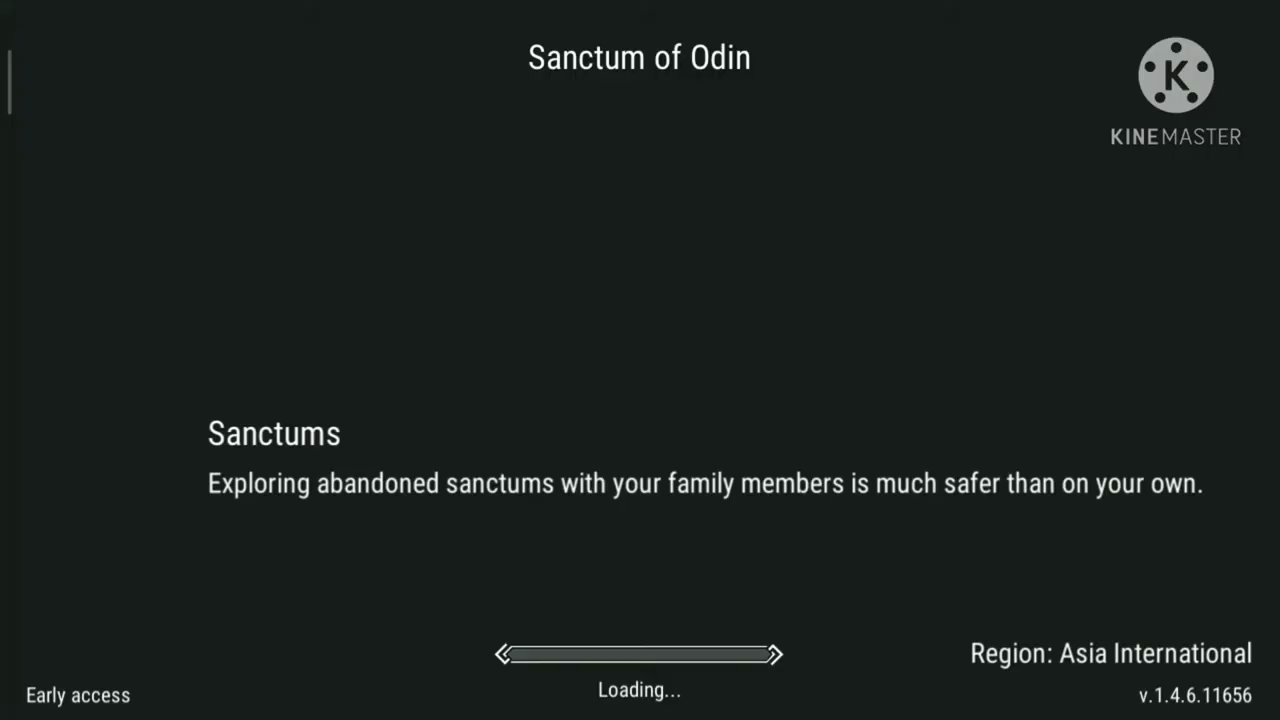 Sanctum of Odin
K
KINEMASTER
Sanctums
Exploring abandoned sanctums with your family members is much safer than on your own.
Region: Asia International
Loading...
Early access
v.1.4.6.11656